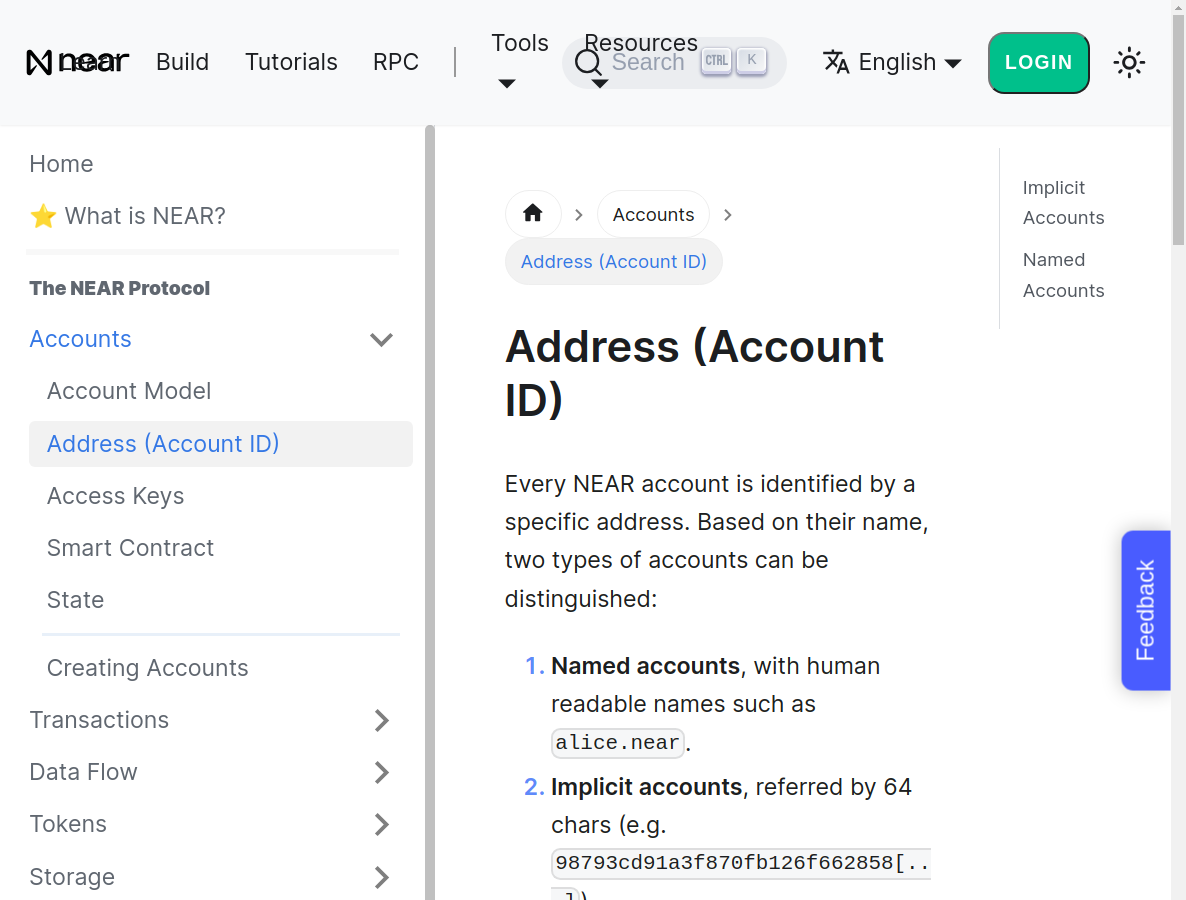 near
Learn
Build
Tutorials
RPC
Tools
Resources
Search
CTRL
K
English
LOGIN
Home
⭐ What is NEAR?
The NEAR Protocol
Accounts
Account Model
Address (Account ID)
Access Keys
Smart Contract
State
Creating Accounts
Transactions
Data Flow
Tokens
Storage
Accounts
Address (Account ID)
Address (Account
ID)
Every NEAR account is identified by a
specific address. Based on their name,
two types of accounts can be
distinguished:
1. Named accounts, with human
readable names such as
alice.near.
2. Implicit accounts, referred by 64
chars (e.g.
98793cd91a3f870fb126f662858[..
.])
Implicit
Accounts
Named
Accounts
Feedback